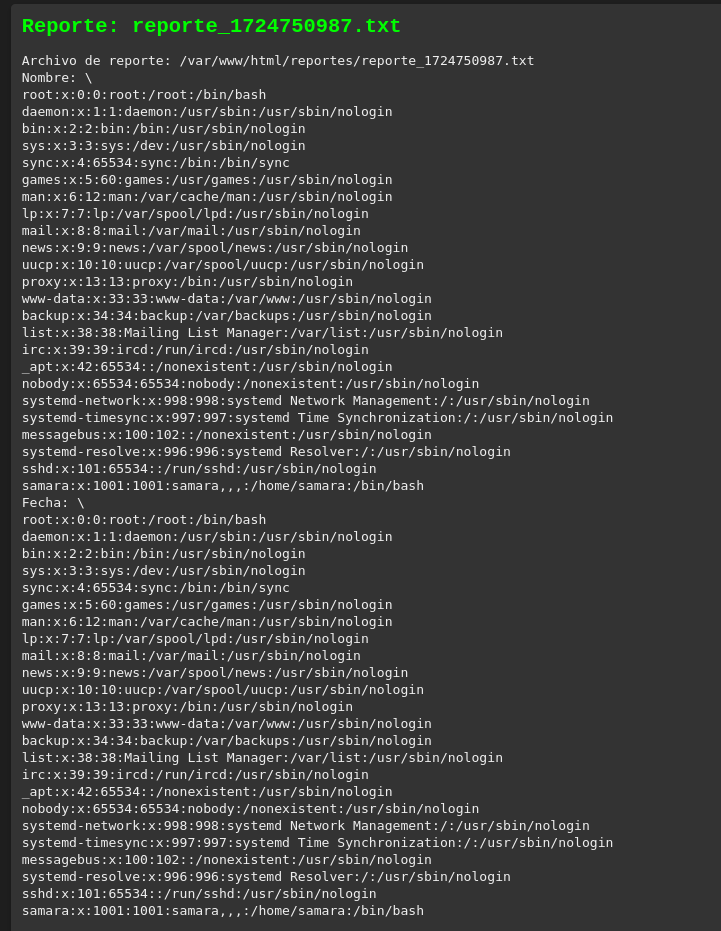 Reporte: reporte_1724750987.txt
Archivo de reporte: /var/www/html/reportes/reporte_1724750987.txt
Nombre: \
root:x:0:0:root:/root:/bin/bash
daemon:x:1:1:daemon:/usr/sbin:/usr/sbin/nologin
bin:x:2:2:bin:/bin:/usr/sbin/nologin
sys:x:3:3:sys:/dev:/usr/sbin/nologin
sync:x:4:65534:sync:/bin:/bin/sync
games:x:5:60:games:/usr/games:/usr/sbin/nologin
man:x:6:12:man:/var/cache/man:/usr/sbin/nologin
lp:x:7:7:lp:/var/spool/lpd:/usr/sbin/nologin
mail:x:8:8:mail:/var/mail:/usr/sbin/nologin
news:x:9:9:news:/var/spool/news:/usr/sbin/nologin
uucp:x:10:10:uucp:/var/spool/uucp:/usr/sbin/nologin
proxy:x:13:13:proxy:/bin:/usr/sbin/nologin
www-data:x:33:33:www-data:/var/www:/usr/sbin/nologin
backup:x:34:34:backup:/var/backups:/usr/sbin/nologin
list:x:38:38:Mailing List Manager:/var/list:/usr/sbin/nologin
irc:x:39:39:ircd:/run/ircd:/usr/sbin/nologin
_apt:x:42:65534::/nonexistent:/usr/sbin/nologin
nobody:x:65534:65534:nobody:/nonexistent:/usr/sbin/nologin
systemd-network:x:998:998:systemd Network Management:/:/usr/sbin/nologin
systemd-timesync:x:997:997:systemd Time Synchronization:/:/usr/sbin/nologin
messagebus:x:100:102::/nonexistent:/usr/sbin/nologin
systemd-resolve:x:996:996:systemd Resolver:/:/usr/sbin/nologin
sshd:x:101:65534::/run/sshd:/usr/sbin/nologin
samara:x:1001:1001:samara,,,:/home/samara:/bin/bash
Fecha: \
root:x:0:0:root:/root:/bin/bash
daemon:x:1:1:daemon:/usr/sbin:/usr/sbin/nologin
bin:x:2:2:bin:/bin:/usr/sbin/nologin
sys:x:3:3:sys:/dev:/usr/sbin/nologin
sync:x:4:65534:sync:/bin:/bin/sync
games:x:5:60:games:/usr/games:/usr/sbin/nologin
man:x:6:12:man:/var/cache/man:/usr/sbin/nologin
lp:x:7:7:lp:/var/spool/lpd:/usr/sbin/nologin
mail:x:8:8:mail:/var/mail:/usr/sbin/nologin
news:x:9:9:news:/var/spool/news:/usr/sbin/nologin
uucp:x:10:10:uucp:/var/spool/uucp:/usr/sbin/nologin
proxy:x:13:13:proxy:/bin:/usr/sbin/nologin
www-data:x:33:33:www-data:/var/www:/usr/sbin/nologin
backup:x:34:34:backup:/var/backups:/usr/sbin/nologin
list:x:38:38:Mailing List Manager:/var/list:/usr/sbin/nologin
irc:x:39:39:ircd:/run/ircd:/usr/sbin/nologin
_apt:x:42:65534::/nonexistent:/usr/sbin/nologin
nobody:x:65534:65534:nobody:/nonexistent:/usr/sbin/nologin
systemd-network:x:998:998:systemd Network Management:/:/usr/sbin/nologin
systemd-timesync:x:997:997:systemd Time Synchronization:/:/usr/sbin/nologin
messagebus:x:100:102::/nonexistent:/usr/sbin/nologin
systemd-resolve:x:996:996:systemd Resolver:/:/usr/sbin/nologin
sshd:x:101:65534::/run/sshd:/usr/sbin/nologin
samara:x:1001:1001:samara,,,:/home/samara:/bin/bash